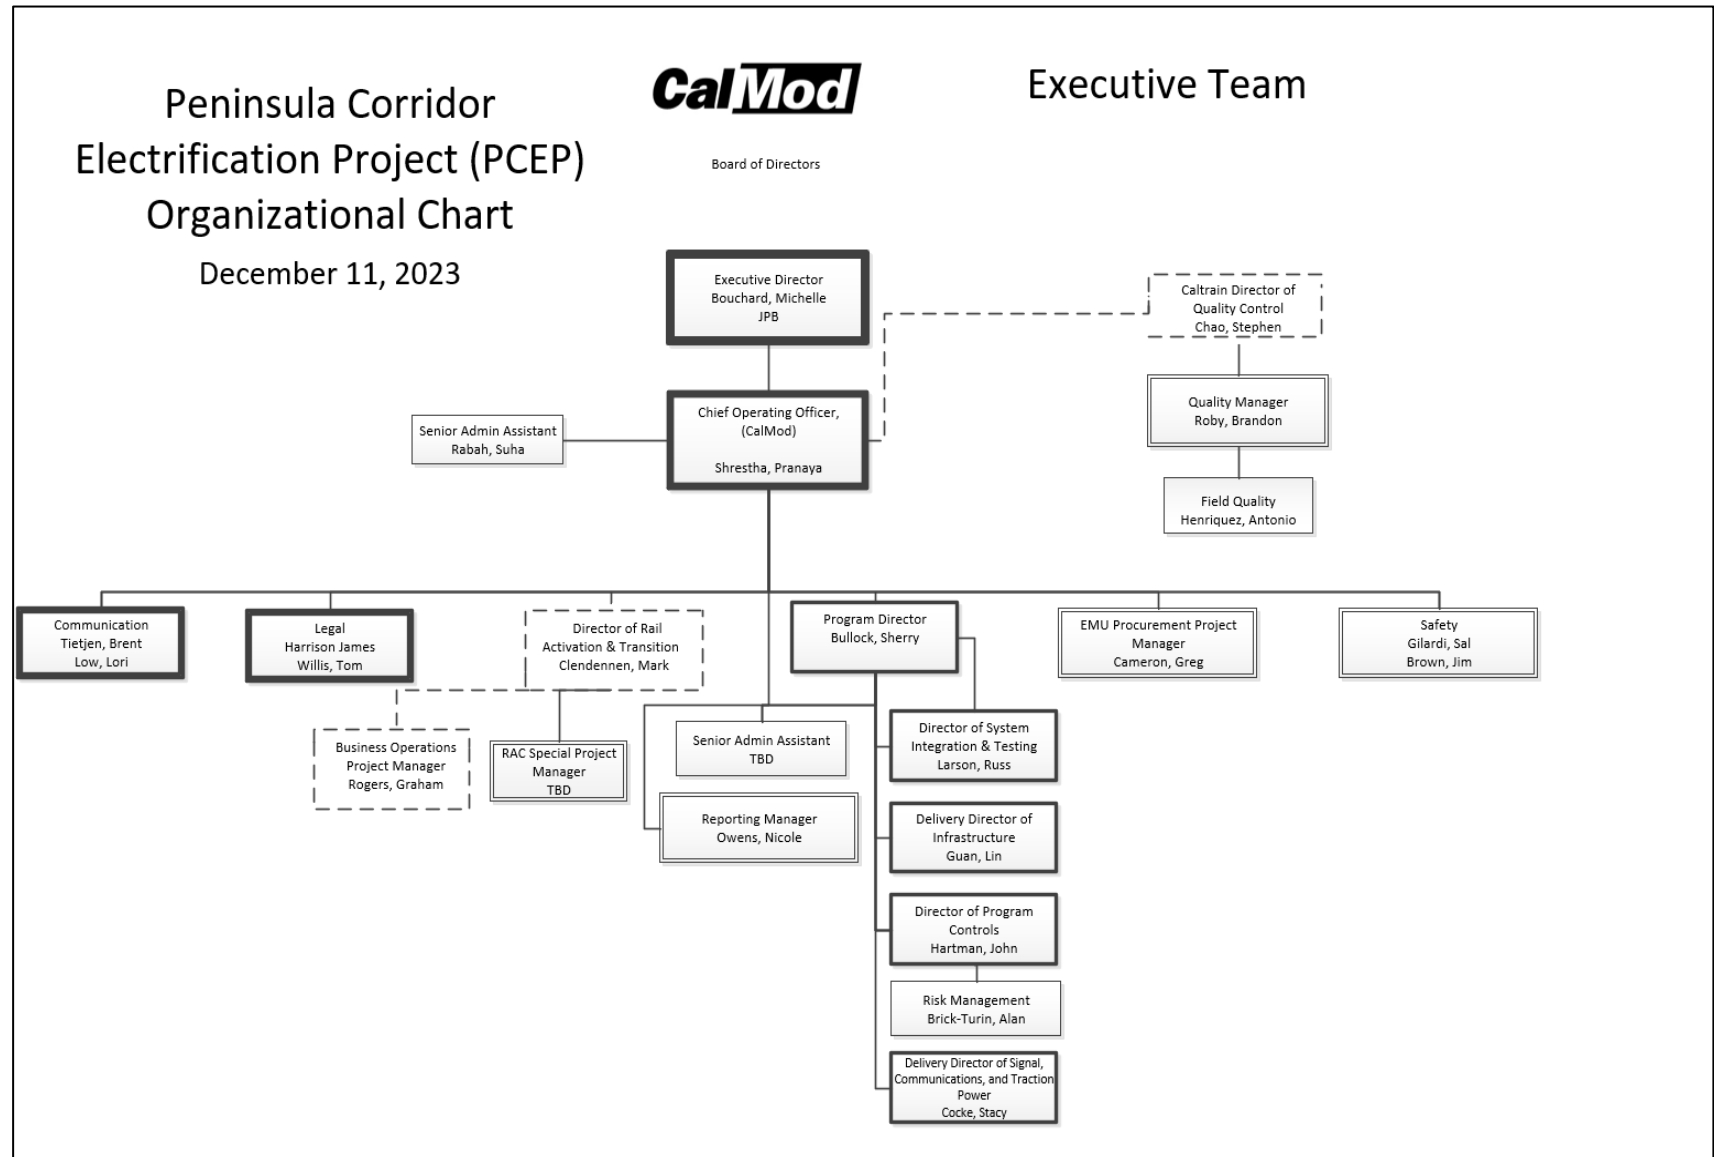 Peninsula Corridor
Electrification Project (PCEP)
Organizational Chart
December 11, 2023
CalMod
Board of Directors
Executive Team
Executive Director
Bouchard, Michelle
JPB
Caltrain Director of
Quality Control
Chao, Stephen
Quality Manager
Roby, Brandon
Field Quality
Henriquez, Antonio
Chief Operating Officer,
(CalMod)
Shrestha, Pranaya
Senior Admin Assistant
Rabah, Suha
Communication
Tietjen, Brent
Low, Lori
Legal
Harrison James
Willis, Tom
Director of Rail
Activation & Transition
Clendennen, Mark
Program Director
Bullock, Sherry
EMU Procurement Project
Manager
Cameron, Greg
Safety
Gilardi, Sal
Brown, Jim
Business Operations
Project Manager
Rogers, Graham
RAC Special Project
Manager
TBD
Senior Admin Assistant
TBD
Reporting Manager
Owens, Nicole
Director of System
Integration & Testing
Larson, Russ
Delivery Director of
Infrastructure
Guan, Lin
Director of Program
Controls
Hartman, John
Risk Management
Brick-Turin, Alan
Delivery Director of Signal,
Communications, and Traction
Power
Cocke, Stacy